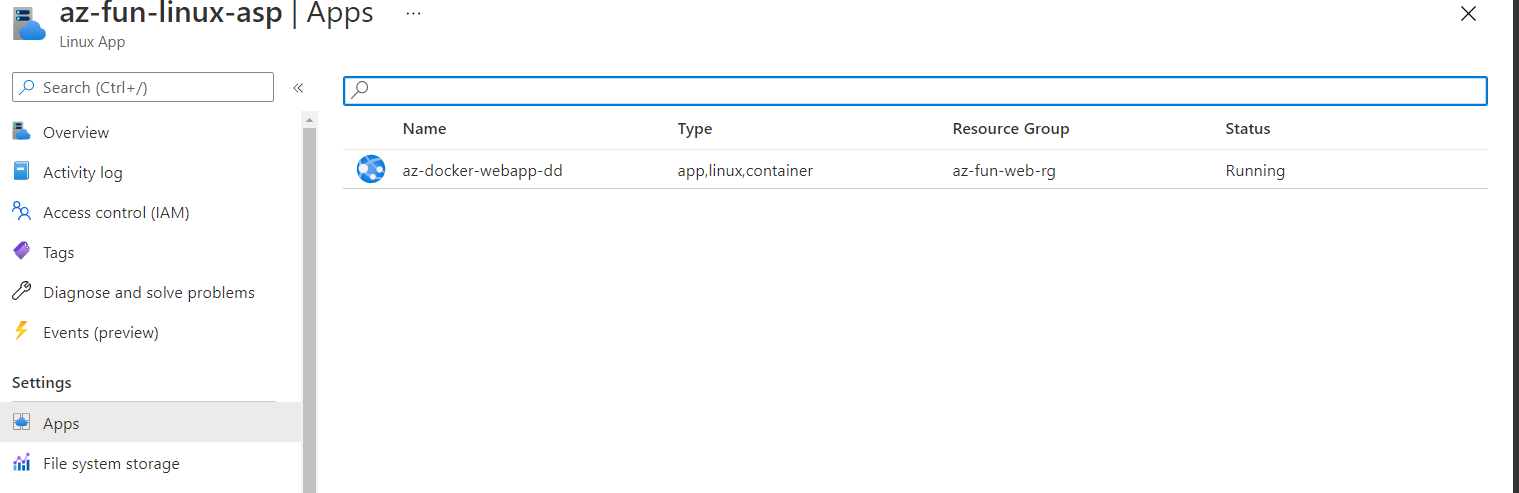 az-fun-linux-asp | Apps ...
Linux App
Search (Ctrl+/) «
Overview
Activity log
Access control (IAM)
Tags
Diagnose and solve problems
Events (preview)
Settings
Apps
File system storage
Name Type Resource Group Status
az-docker-webapp-dd app,linux,container az-fun-web-rg Running